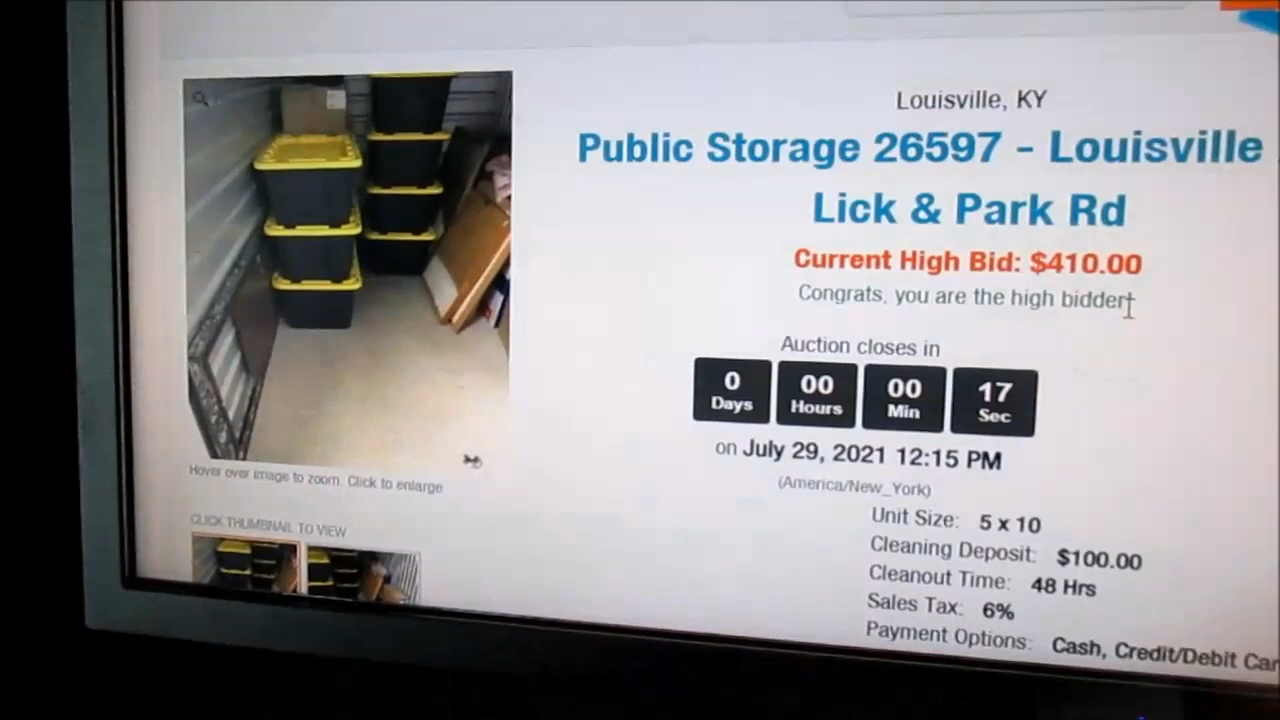 Louisville, KY
Public Storage 26597 - Louisville
Lick & Park Rd
Current High Bid: $410.00
Congrats, you are the high bidder!
Auction closes in
0 00 00 17
Days Hours Min Sec
on July 29, 2021 12:15 PM
(America/New_York)
Unit Size: 5 x 10
Cleaning Deposit: $100.00
Cleanout Time: 48 Hrs
Sales Tax: 6%
Payment Options: Cash, Credit/Debit Car
Hover over image to zoom. Click to enlarge
CLICK THUMBNAIL TO VIEW